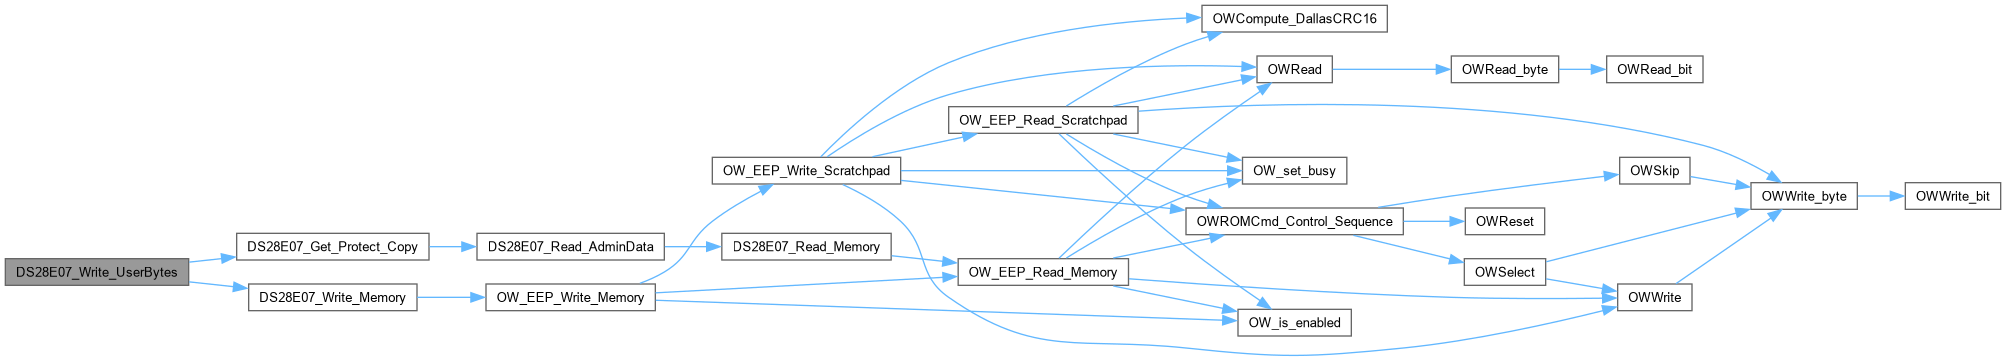 DS28E07_Write_UserBytes
DS28E07_Get_Protect_Copy
DS28E07_Write_Memory
DS28E07_Read_AdminData
OW_EEP_Write_Memory
DS28E07_Read_Memory
OW_EEP_Write_Scratchpad
OW_EEP_Read_Scratchpad
OW_EEP_Read_Memory
OWCompute_DallasCRC16
OWRead
OW_set_busy
OWROMCmd_Control_Sequence
OW_is_enabled
OWRead_byte
OWReset
OWSelect
OWRead_bit
OWSkip
OWWrite
OWWrite_byte
OWWrite_bit